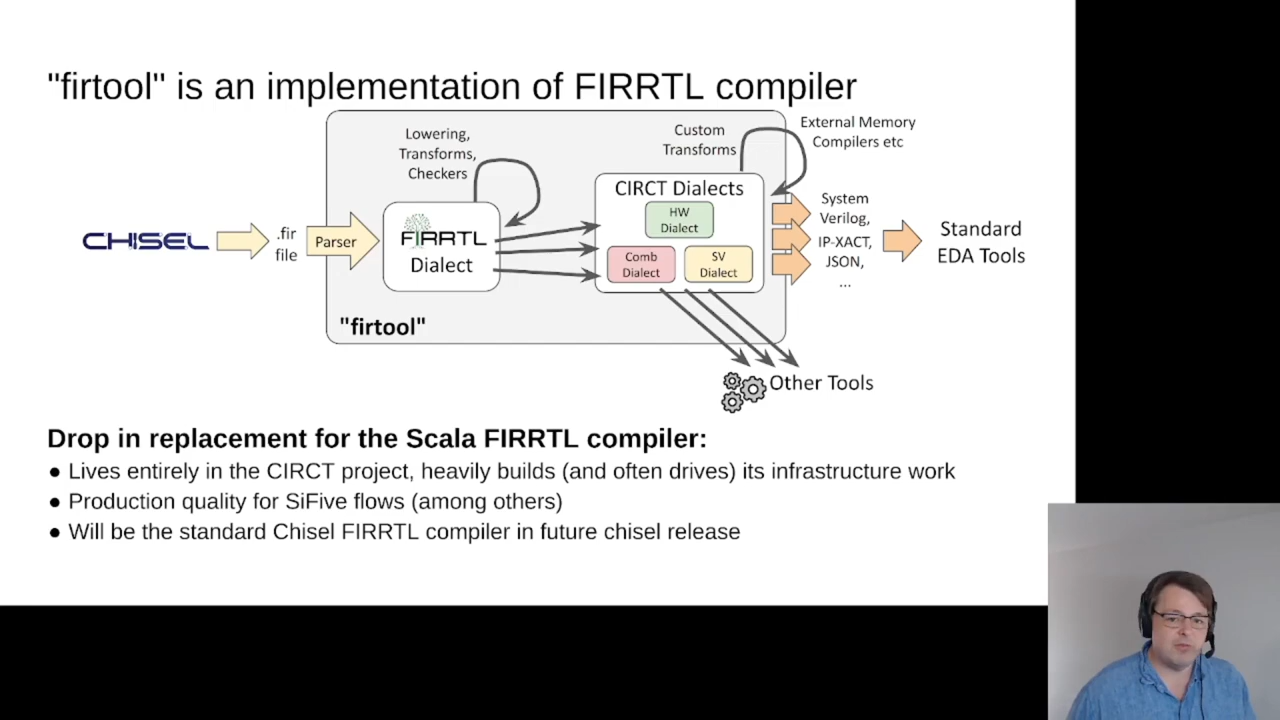 "firtool" is an implementation of FIRRTL compiler
Lowering,
Transforms,
Checkers
Custom
Transforms
External Memory
Compilers etc
CHISEL
.fir
file
Parser
FIRRTL
Dialect
CIRCT Dialects
HW
Dialect
Comb
Dialect
SV
Dialect
System
Verilog,
IP-XACT,
JSON,
...
Standard
EDA Tools
"firtool"
Other Tools
Drop in replacement for the Scala FIRRTL compiler:
● Lives entirely in the CIRCT project, heavily builds (and often drives) its infrastructure work
● Production quality for SiFive flows (among others)
● Will be the standard Chisel FIRRTL compiler in future chisel release